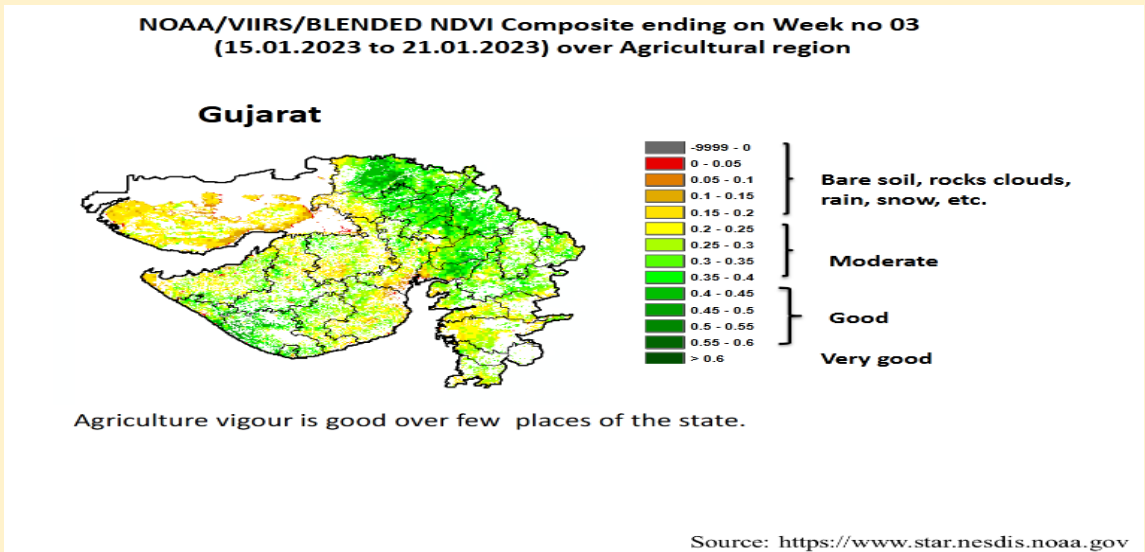 NOAA/VIIRS/BLENDED NDVI Composite ending on Week no 03
(15.01.2023 to 21.01.2023) over Agricultural region
Gujarat
-9999 - 0
0 - 0.05
0.05 - 0.1
0.1 - 0.15
0.15 - 0.2
0.2 - 0.25
0.25 - 0.3
0.3 - 0.35
0.35 - 0.4
0.4 - 0.45
0.45 - 0.5
0.5 - 0.55
0.55 - 0.6
> 0.6
Bare soil, rocks clouds,
rain, snow, etc.
Moderate
Good
Very good
Agriculture vigour is good over few places of the state.
Source: https://www.star.nesdis.noaa.gov